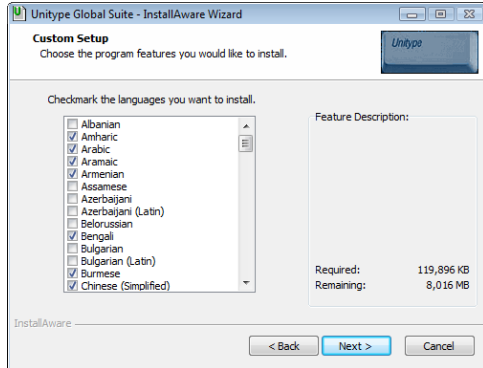 Unitype Global Suite - InstallAware Wizard
Custom Setup
Choose the program features you would like to install.
Unitype
Checkmark the languages you want to install.
Albanian
Amharic
Arabic
Aramaic
Armenian
Assamese
Azerbaijani
Azerbaijani (Latin)
Belorussian
Bengali
Bulgarian
Bulgarian (Latin)
Burmese
Chinese (Simplified)
Feature Description:
Required: 119,896 KB
Remaining: 8,016 MB
InstallAware
< Back Next > Cancel